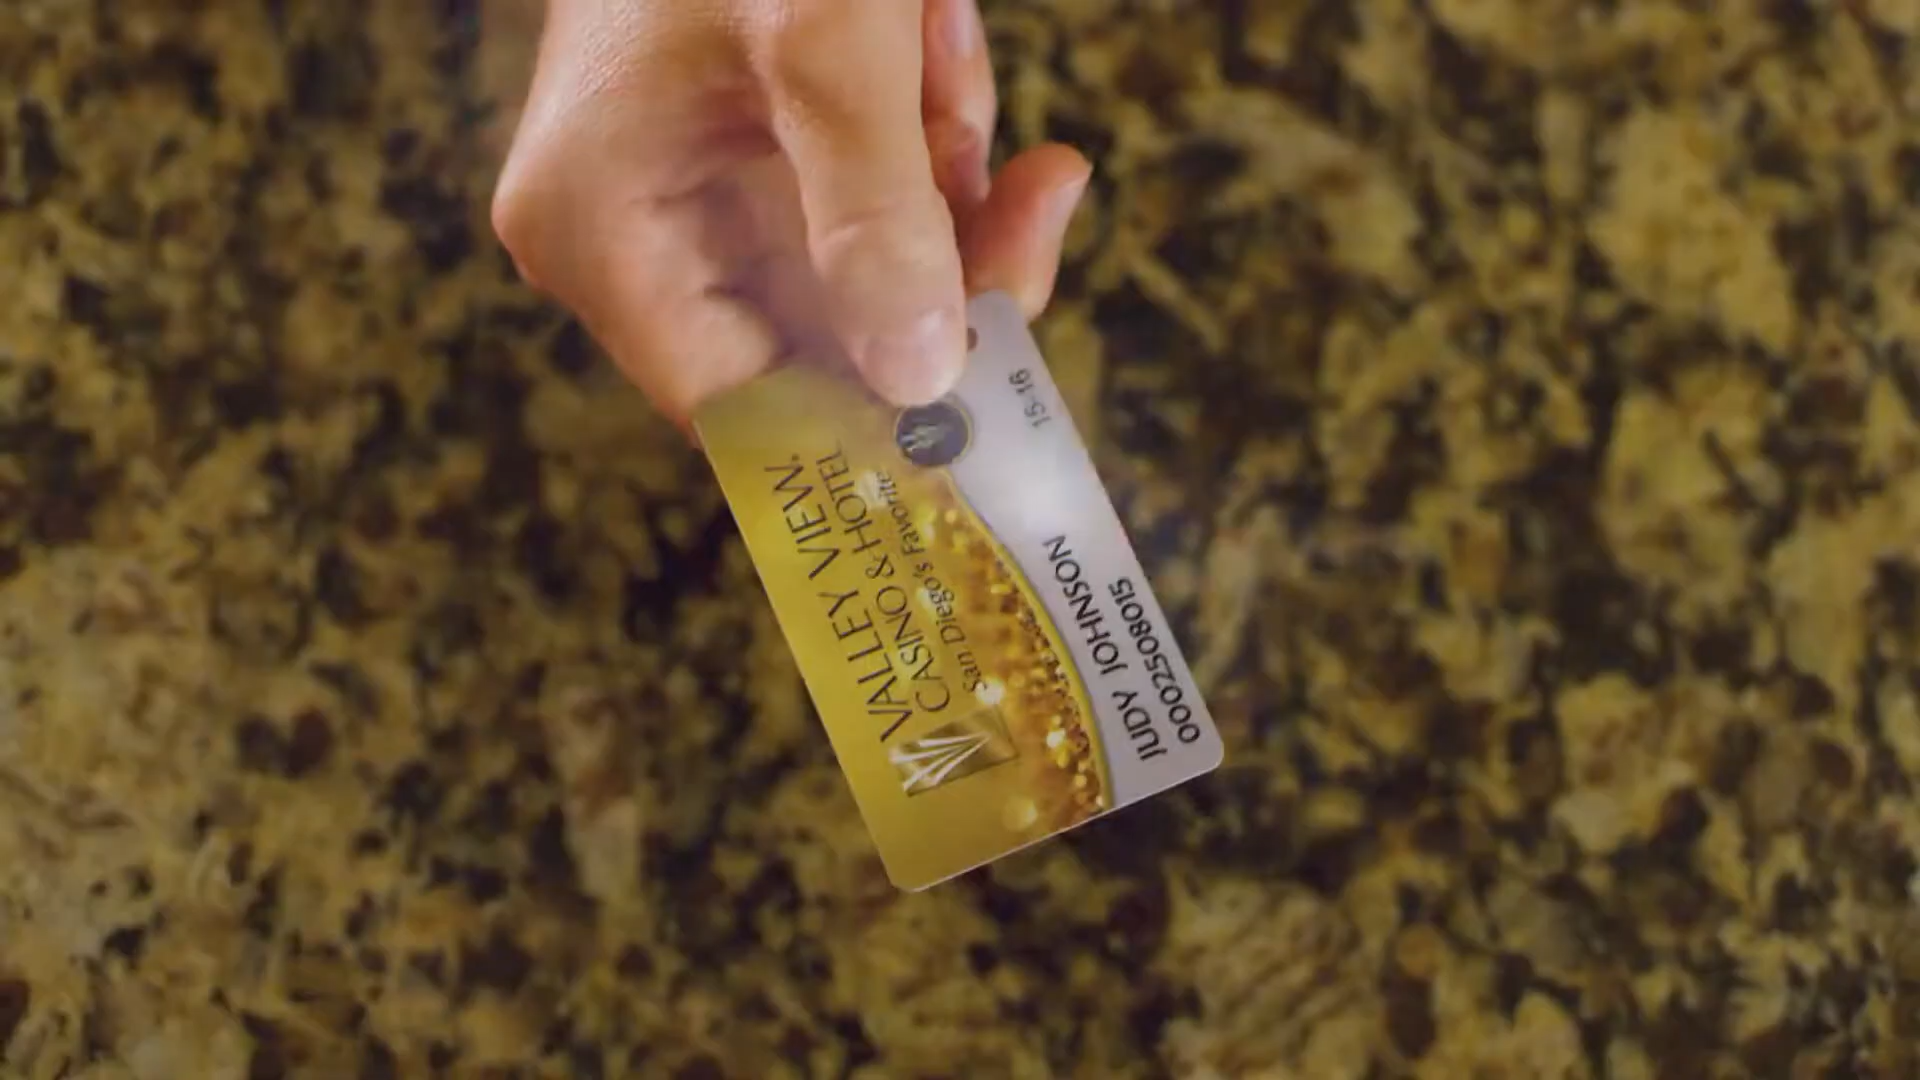 VALLEY VIEW.
CASINO & HOTEL
San Diego's Favorite
15-16
JUDY JOHNSON
0002508015